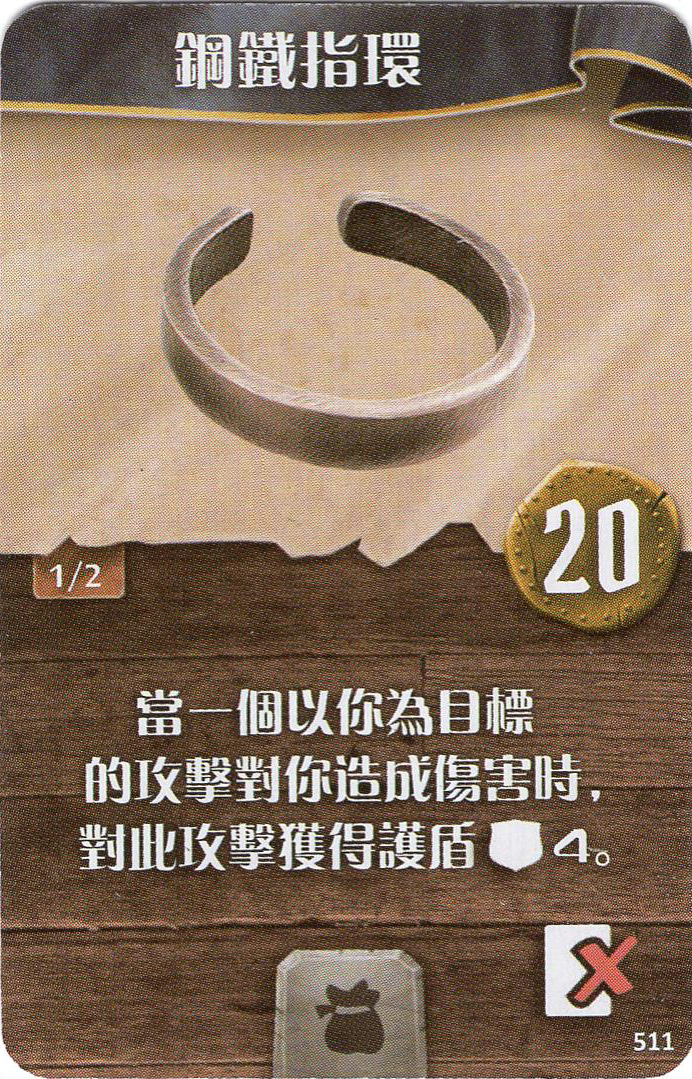 鋼鐵指環
20
1/2
當一個以你為目標
的攻擊對你造成傷害時,
對此攻擊獲得護盾 4。
511